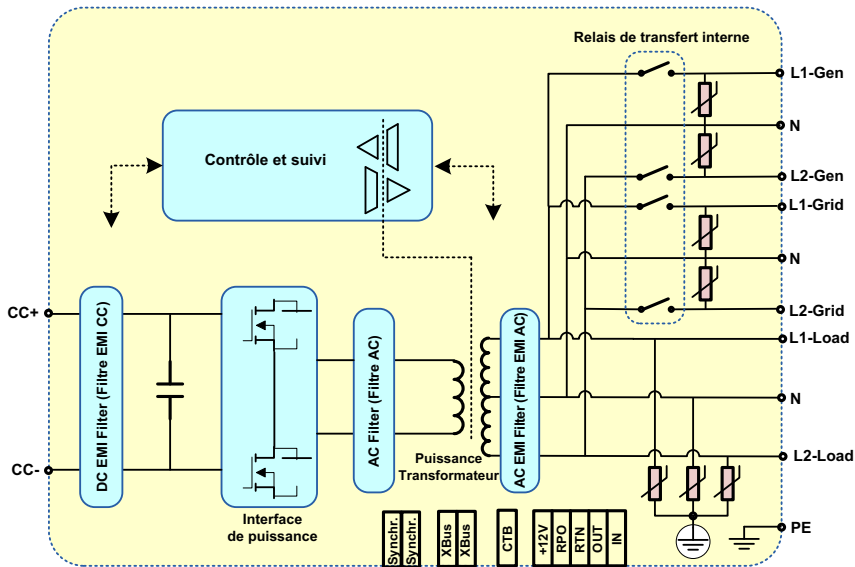 Relais de transfert interne
L1-Gen
N
L2-Gen
L1-Grid
N
L2-Grid
L1-Load
N
L2-Load
PE
Contrôle et suivi
CC+
CC-
DC EMI Filter (Filtre EMI CC)
Interface
de puissance
AC Filter (Filtre AC)
Puissance
Transformateur
AC EMI Filter (Filtre EMI AC)
Synchr.
Synchr.
XBus
XBus
CTB
+12V
RPO
RTN
OUT
IN